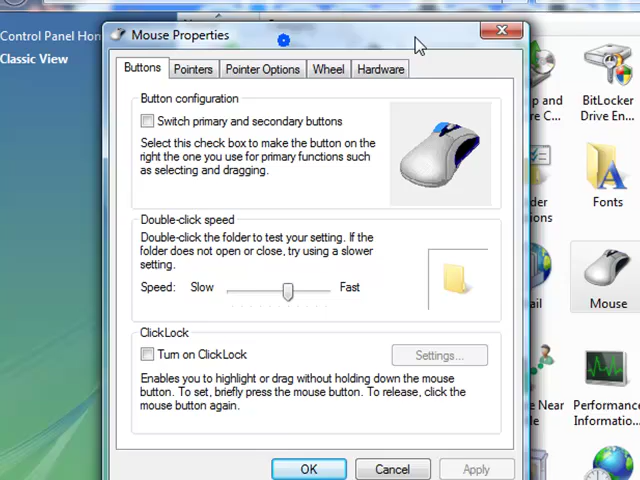 Control Panel Hom
Classic View
Mouse Properties
Buttons
Pointers
Pointer Options
Wheel
Hardware
Button configuration
Switch primary and secondary buttons
Select this check box to make the button on the
right the one you use for primary functions such
as selecting and dragging.
Double-click speed
Double-click the folder to test your setting. If the
folder does not open or close, try using a slower
setting.
Speed:
Slow
Fast
ClickLock
Turn on ClickLock
Settings...
Enables you to highlight or drag without holding down the mouse
button. To set, briefly press the mouse button. To release, click the
mouse button again.
OK
Cancel
Apply
BitLocker
Drive En...
Fonts
Mouse
Performance
Informatio...